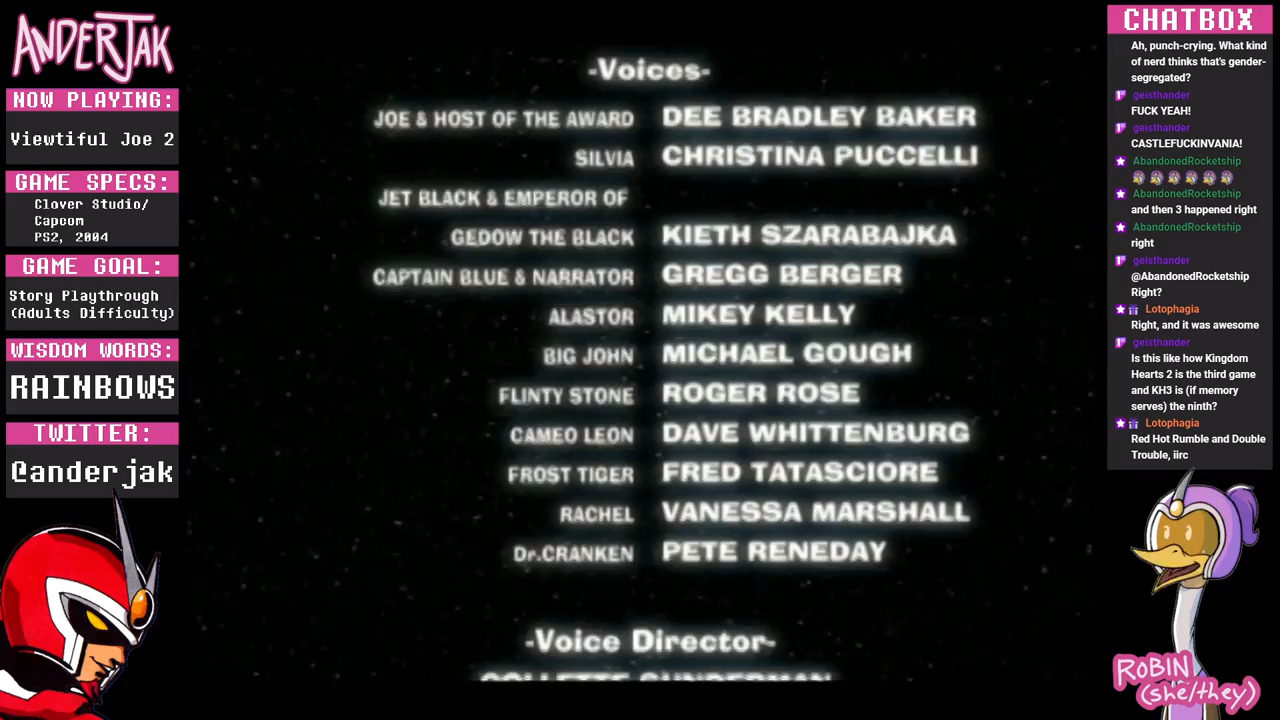 ANDERJAK
NOW PLAYING:
Viewtiful Joe 2
GAME SPECS:
Clover Studio/
Capcom
PS2, 2004
GAME GOAL:
Story Playthrough
(Adults Difficulty)
WISDOM WORDS:
RAINBOWS
TWITTER:
@anderjak
-Voices-
JOE & HOST OF THE AWARD DEE BRADLEY BAKER
SILVIA CHRISTINA PUCCELLI
JET BLACK & EMPEROR OF
GEDOW THE BLACK KIETH SZARABAJKA
CAPTAIN BLUE & NARRATOR GREGG BERGER
ALASTOR MIKEY KELLY
BIG JOHN MICHAEL GOUGH
FLINTY STONE ROGER ROSE
CAMEO LEON DAVE WHITTENBURG
FROST TIGER FRED TATASCIORE
RACHEL VANESSA MARSHALL
Dr.CRANKEN PETE RENEDAY
-Voice Director-
COLLETTE SUNDERMAN
CHATBOX
Ah, punch-crying. What kind
of nerd thinks that's gender-
segregated?
geisthander
FUCK YEAH!
geisthander
CASTLEFUCKINVANIA!
AbandonedRocketship
AbandonedRocketship
and then 3 happened right
AbandonedRocketship
right
geisthander
@AbandonedRocketship
Right?
Lotophagia
Right, and it was awesome
geisthander
Is this like how Kingdom
Hearts 2 is the third game
and KH3 is (if memory
serves) the ninth?
Lotophagia
Red Hot Rumble and Double
Trouble, iirc
ROBIN
(she/they)